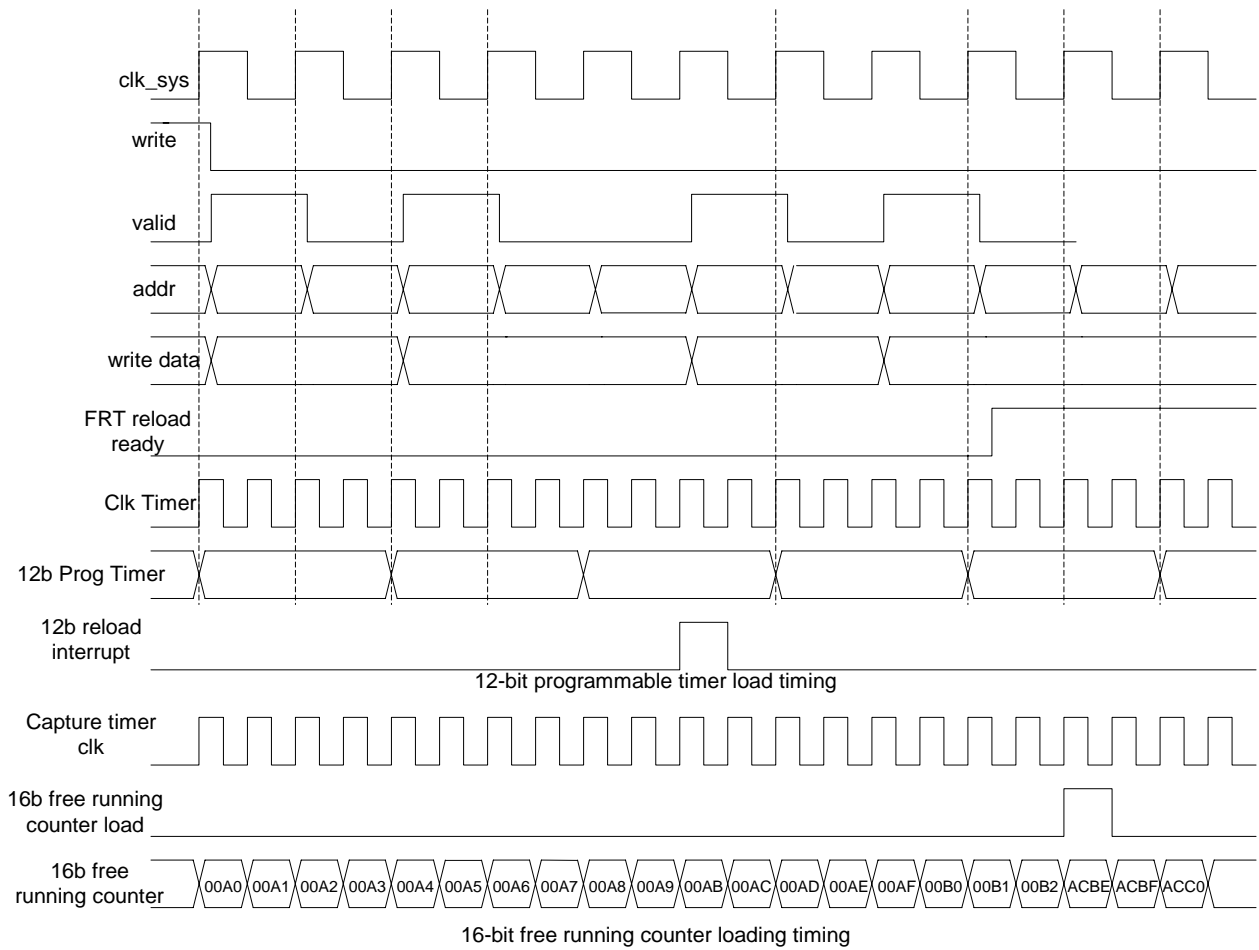 clk_sys
write
valid
addr
write data
FRT reload
ready
Clk Timer
12b Prog Timer
12b reload
interrupt
12-bit programmable timer load timing
Capture timer
clk
16b free running
counter load
16b free
running counter
00A0 00A1 00A2 00A3 00A4 00A5 00A6 00A7 00A8 00A9 00AB 00AC 00AD 00AE 00AF 00B0 00B1 00B2 ACBE ACBF ACC0
16-bit free running counter loading timing